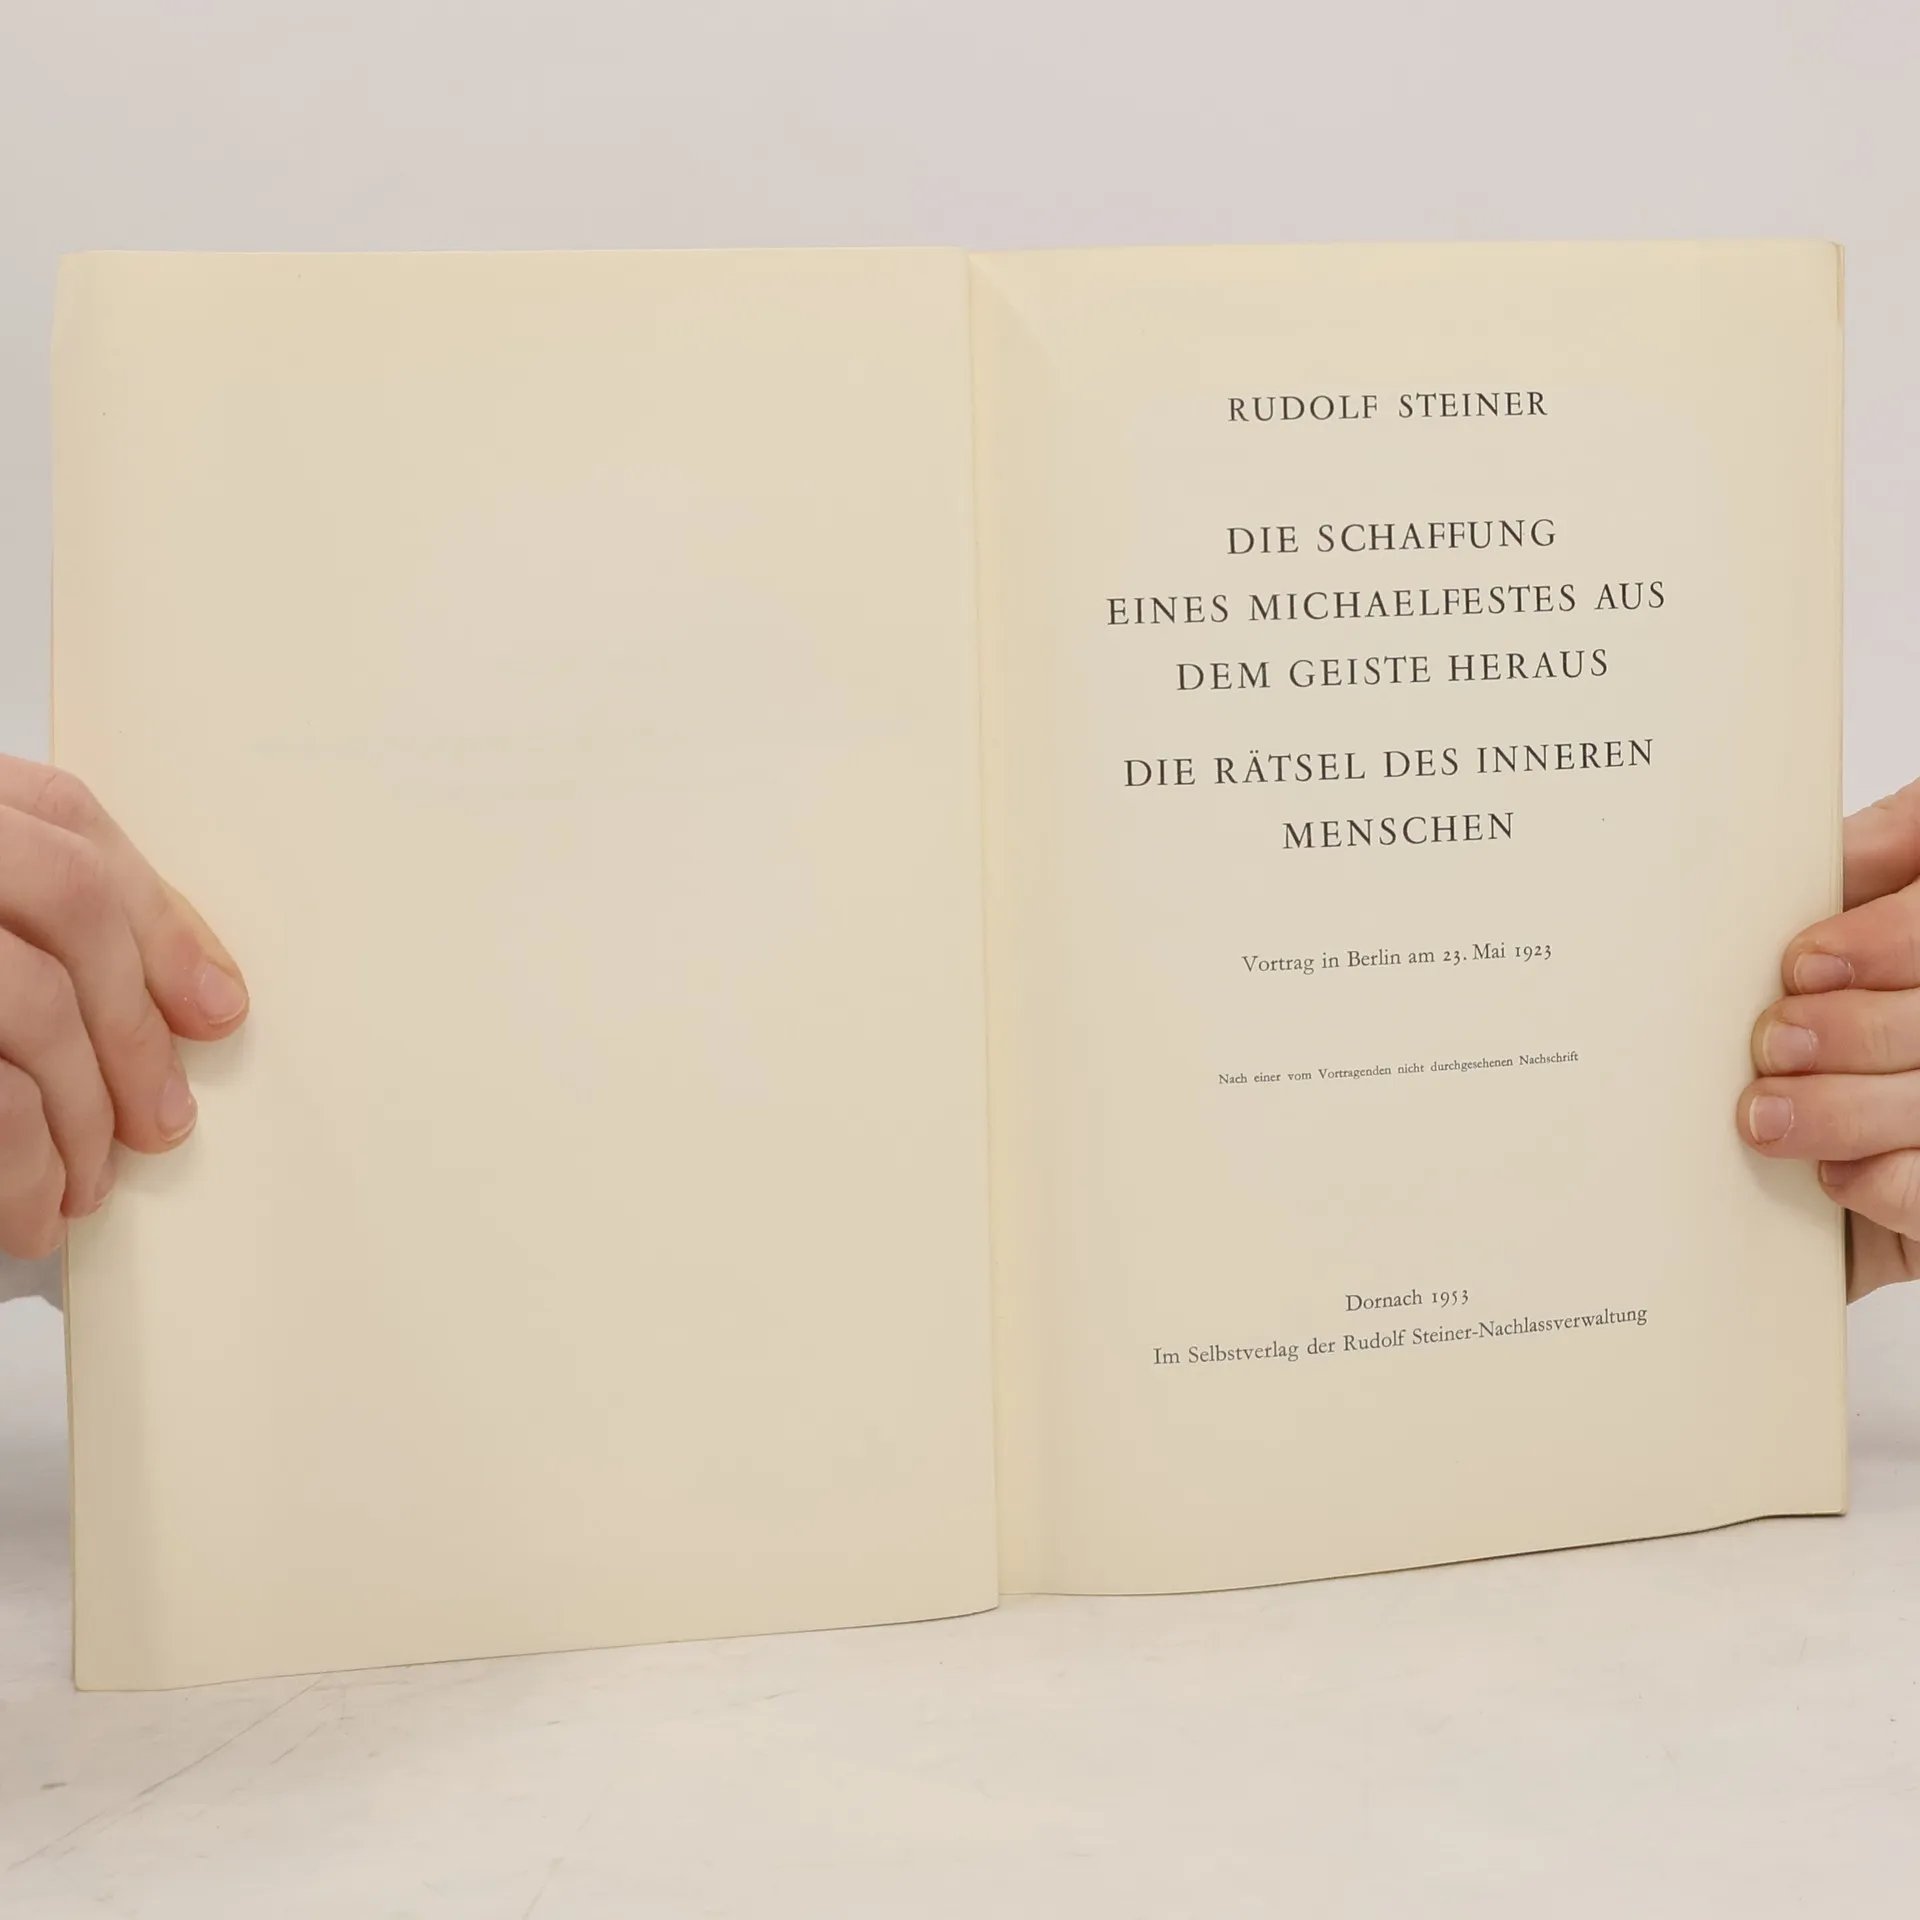 RUDOLF STEINER
DIE SCHAFFUNG
EINES MICHAELFESTES AUS
DEM GEISTE HERAUS
DIE RÄTSEL DES INNEREN
MENSCHEN
Vortrag in Berlin am 23. Mai 1923
Nach einer vom Vortragenden nicht durchgesehenen Nachschrift
Dornach 1953
Im Selbstverlag der Rudolf Steiner-Nachlassverwaltung